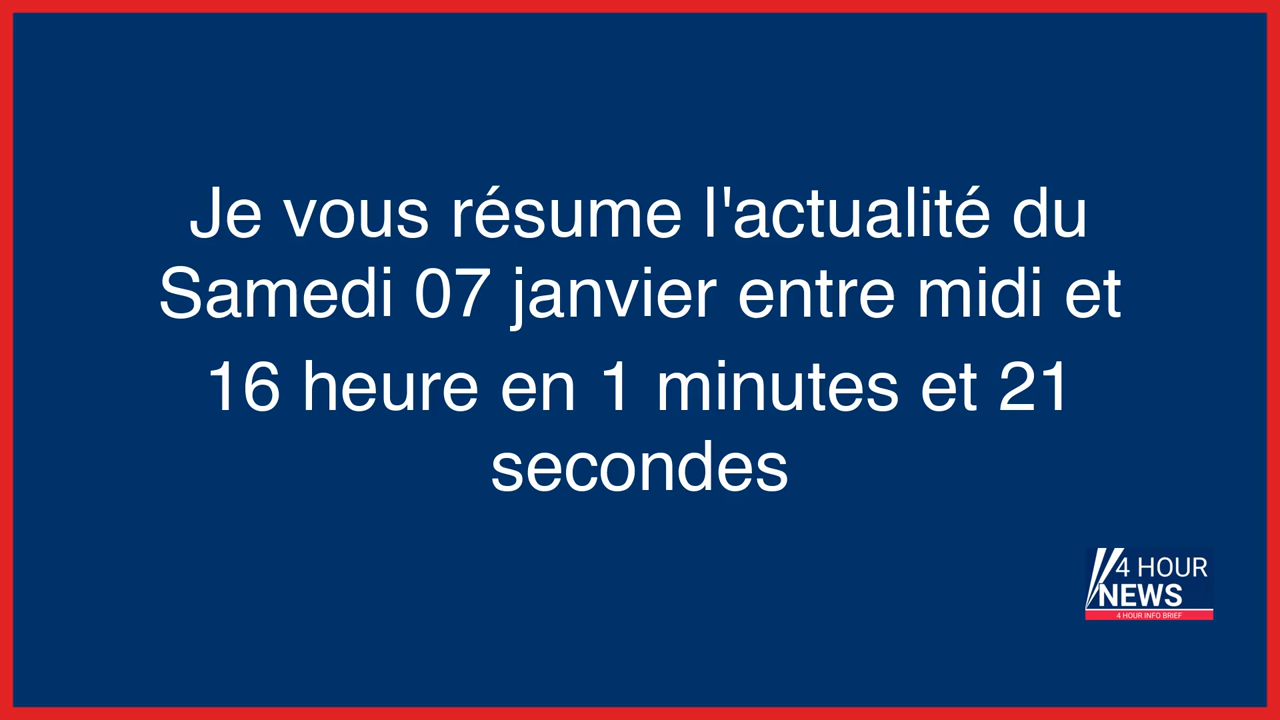 Je vous résume l'actualité du
Samedi 07 janvier entre midi et
16 heure en 1 minutes et 21
secondes
4 HOUR
NEWS
4 HOUR INFO BRIEF